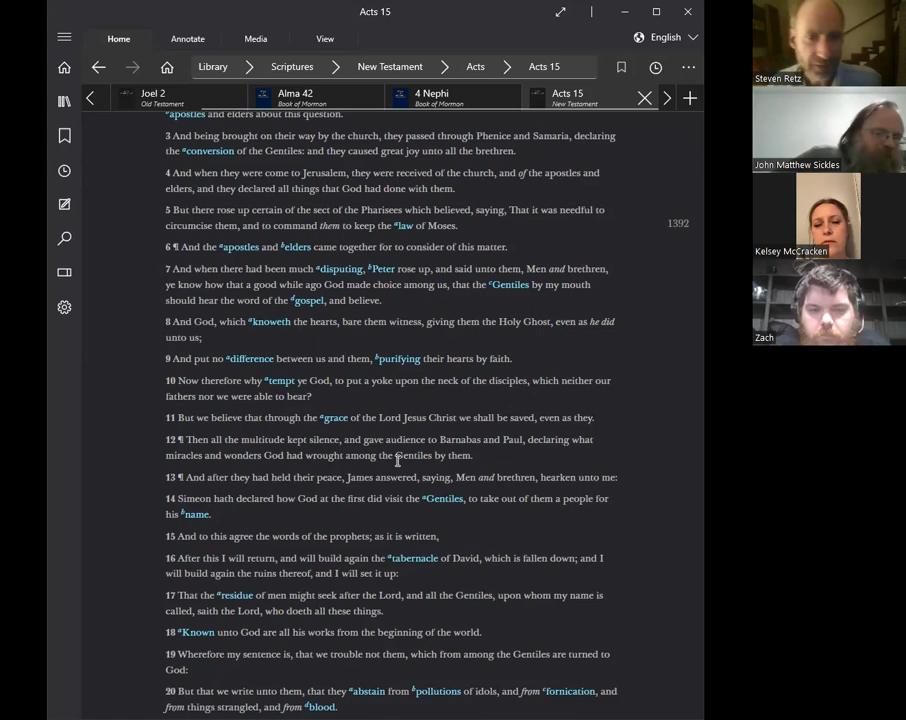 Acts 15
Home Annotate Media View English
Library Scriptures New Testament Acts Acts 15
Joel 2
Old Testament
Alma 42
Book of Mormon
4 Nephi
Book of Mormon
Acts 15
New Testament
apostles and elders about this question.
3 And being brought on their way by the church, they passed through Phenice and Samaria, declaring
the aconversion of the Gentiles: and they caused great joy unto all the brethren.
4 And when they were come to Jerusalem, they were received of the church, and of the apostles and
elders, and they declared all things that God had done with them.
5 But there rose up certain of the sect of the Pharisees which believed, saying, That it was needful to
circumcise them, and to command them to keep the alaw of Moses.
1392
6 ¶ And the aapostles and belders came together for to consider of this matter.
7 And when there had been much adisputing, bPeter rose up, and said unto them, Men and brethren,
ye know how that a good while ago God made choice among us, that the cGentiles by my mouth
should hear the word of the dgospel, and believe.
8 And God, which aknoweth the hearts, bare them witness, giving them the Holy Ghost, even as he did
unto us;
9 And put no adifference between us and them, bpurifying their hearts by faith.
10 Now therefore why atempt ye God, to put a yoke upon the neck of the disciples, which neither our
fathers nor we were able to bear?
11 But we believe that through the agrace of the Lord Jesus Christ we shall be saved, even as they.
12 ¶ Then all the multitude kept silence, and gave audience to Barnabas and Paul, declaring what
miracles and wonders God had wrought among the Gentiles by them.
13 ¶ And after they had held their peace, James answered, saying, Men and brethren, hearken unto me:
14 Simeon hath declared how God at the first did visit the aGentiles, to take out of them a people for
his bname.
15 And to this agree the words of the prophets; as it is written,
16 After this I will return, and will build again the atabernacle of David, which is fallen down; and I
will build again the ruins thereof, and I will set it up:
17 That the aresidue of men might seek after the Lord, and all the Gentiles, upon whom my name is
called, saith the Lord, who doeth all these things.
18 aKnown unto God are all his works from the beginning of the world.
19 Wherefore my sentence is, that we trouble not them, which from among the Gentiles are turned to
God:
20 But that we write unto them, that they aabstain from bpollutions of idols, and from cfornication, and
from things strangled, and from dblood.
Steven Retz
John Matthew Sickles
Kelsey McCracken
Zach